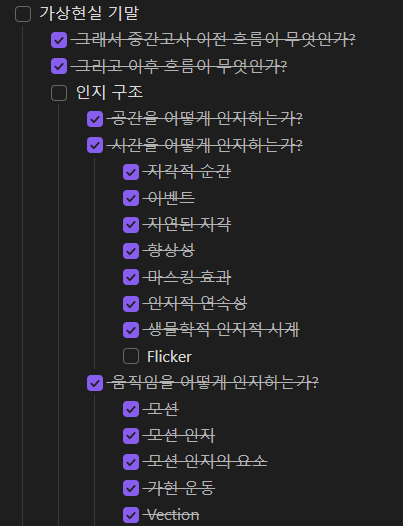 가상현실 기말
그래서 중간고사 이전 흐름이 무엇인가?
그리고 이후 흐름이 무엇인가?
인지 구조
공간을 어떻게 인지하는가?
시간을 어떻게 인지하는가?
지각적 순간
이벤트
지연된 지각
항상성
마스킹 효과
인지적 연속성
생물학적 인지적 시계
Flicker
움직임을 어떻게 인지하는가?
모션
모션 인지
모션 인지의 요소
가현 운동
Vection